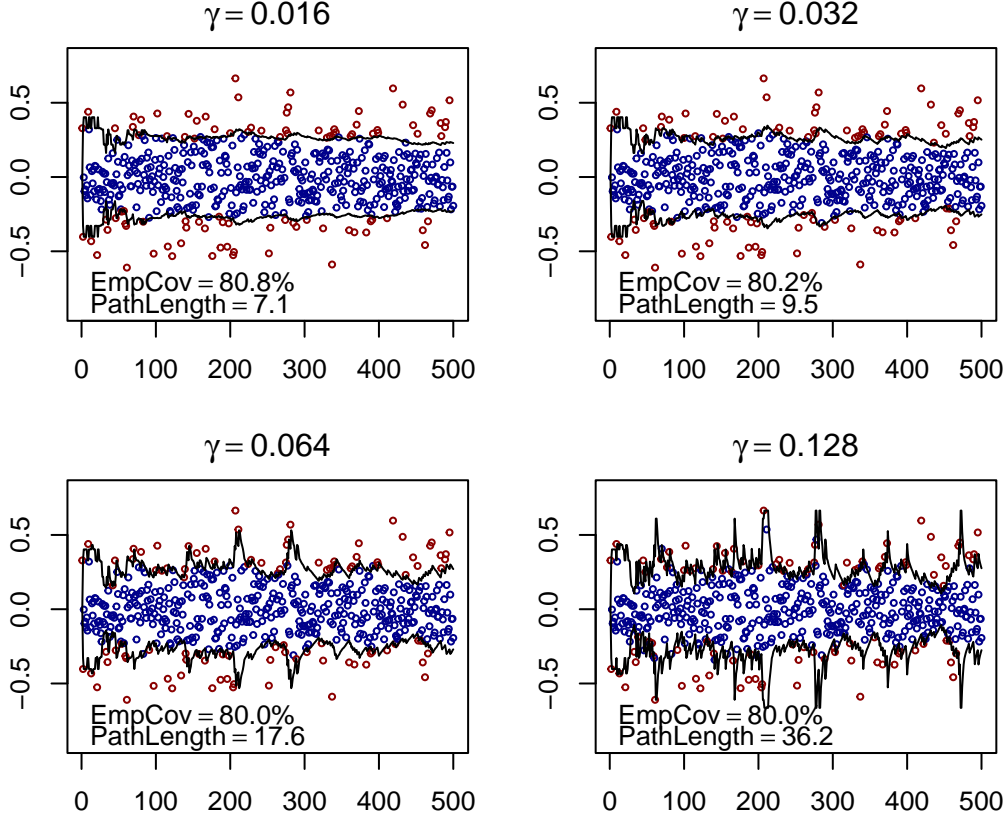 γ = 0.016
0.5
0.0
−0.5
EmpCov = 80.8%
PathLength = 7.1
0 100 200 300 400 500
γ = 0.032
0.5
0.0
−0.5
EmpCov = 80.2%
PathLength = 9.5
0 100 200 300 400 500
γ = 0.064
0.5
0.0
−0.5
EmpCov = 80.0%
PathLength = 17.6
0 100 200 300 400 500
γ = 0.128
0.5
0.0
−0.5
EmpCov = 80.0%
PathLength = 36.2
0 100 200 300 400 500